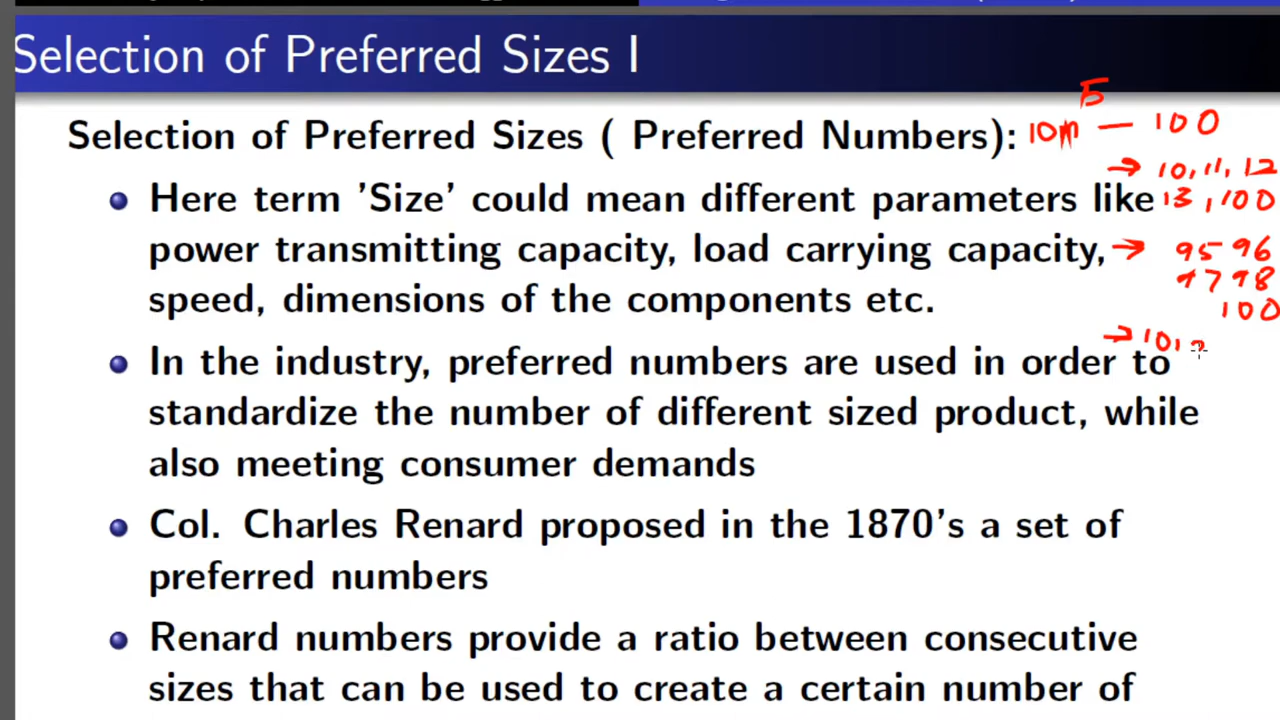 Selection of Preferred Sizes I
5
Selection of Preferred Sizes ( Preferred Numbers): 10m — 100
→ 10, 11, 12
Here term 'Size' could mean different parameters like 13, 100
power transmitting capacity, load carrying capacity, → 95 96
97 98
speed, dimensions of the components etc. 100
→ 10,
In the industry, preferred numbers are used in order to
standardize the number of different sized product, while
also meeting consumer demands
Col. Charles Renard proposed in the 1870's a set of
preferred numbers
Renard numbers provide a ratio between consecutive
sizes that can be used to create a certain number of